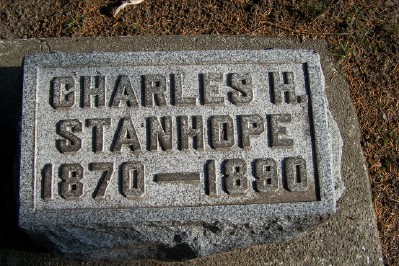 CHARLES H.
STANHOPE
1870-1890